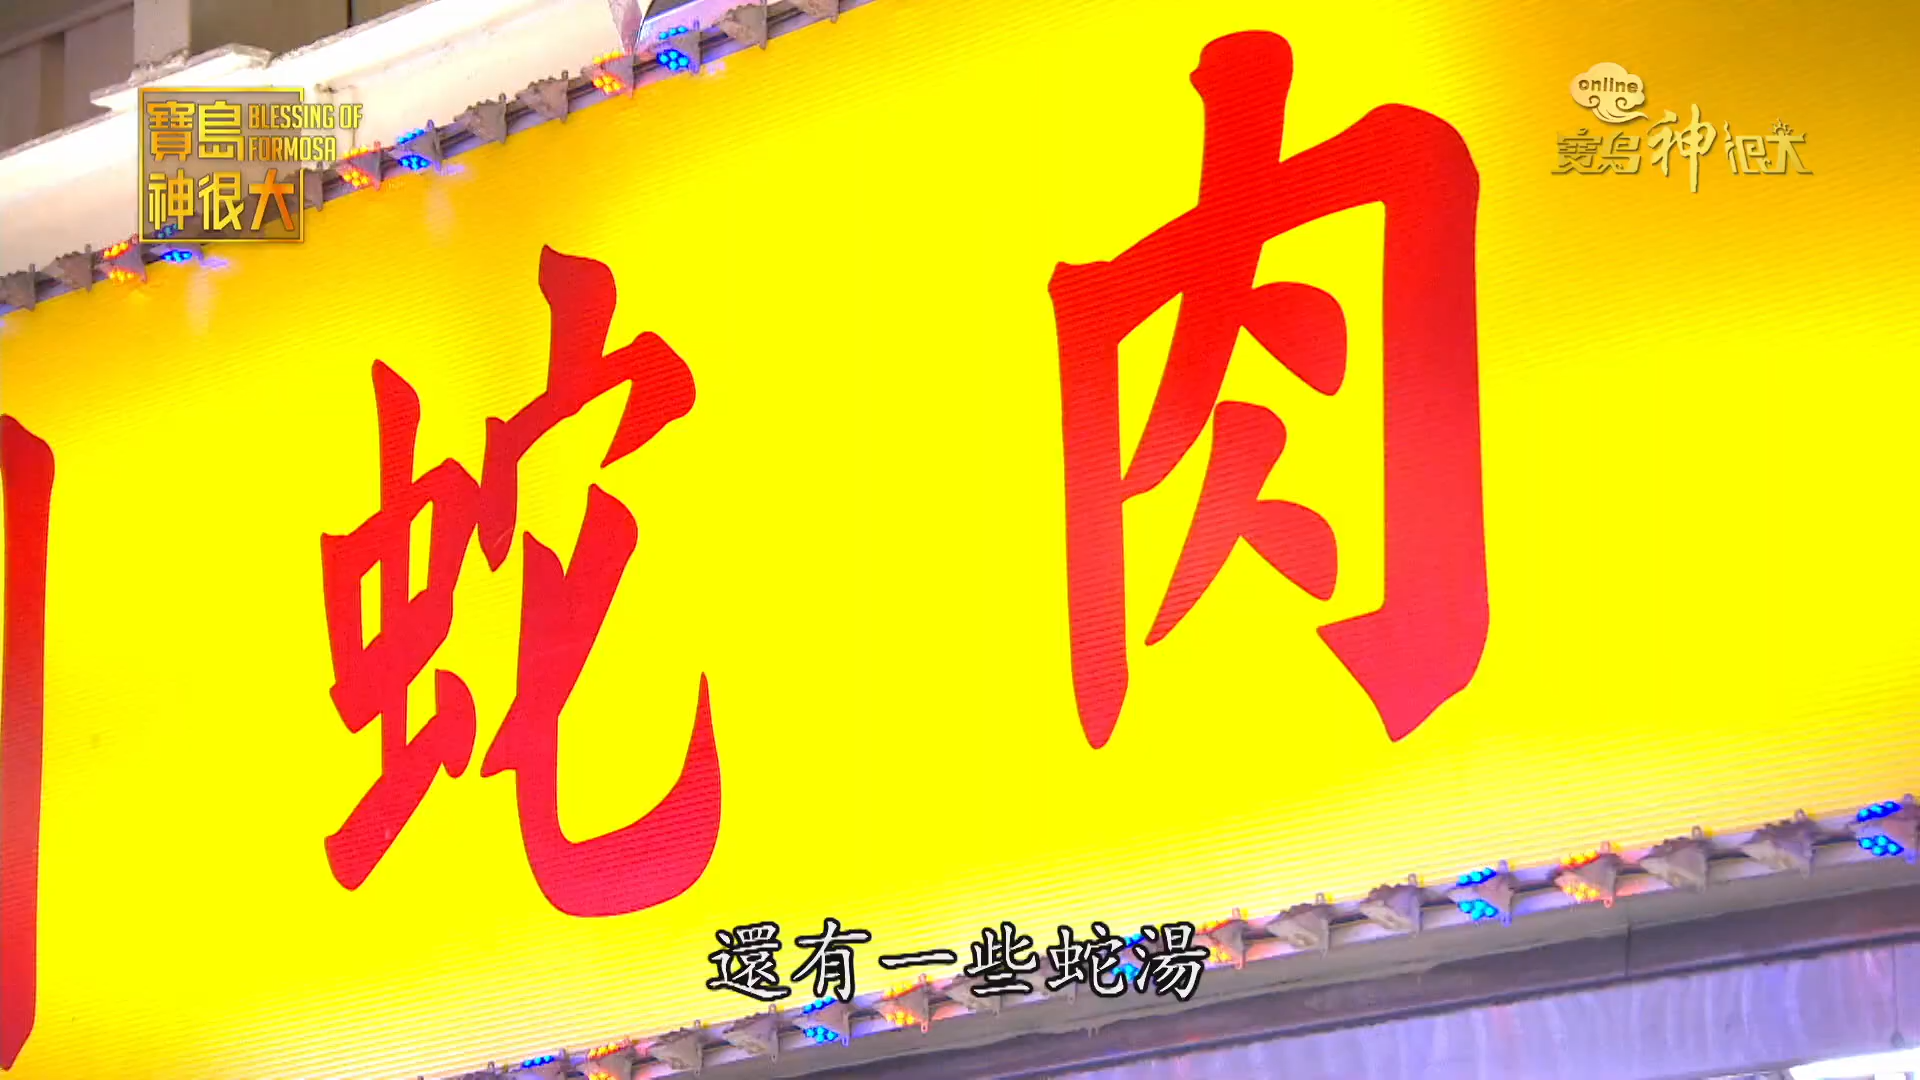 寶島 BLESSING OF
神很大 FORMOSA
online
寶島神很大
蛇肉
還有一些蛇湯